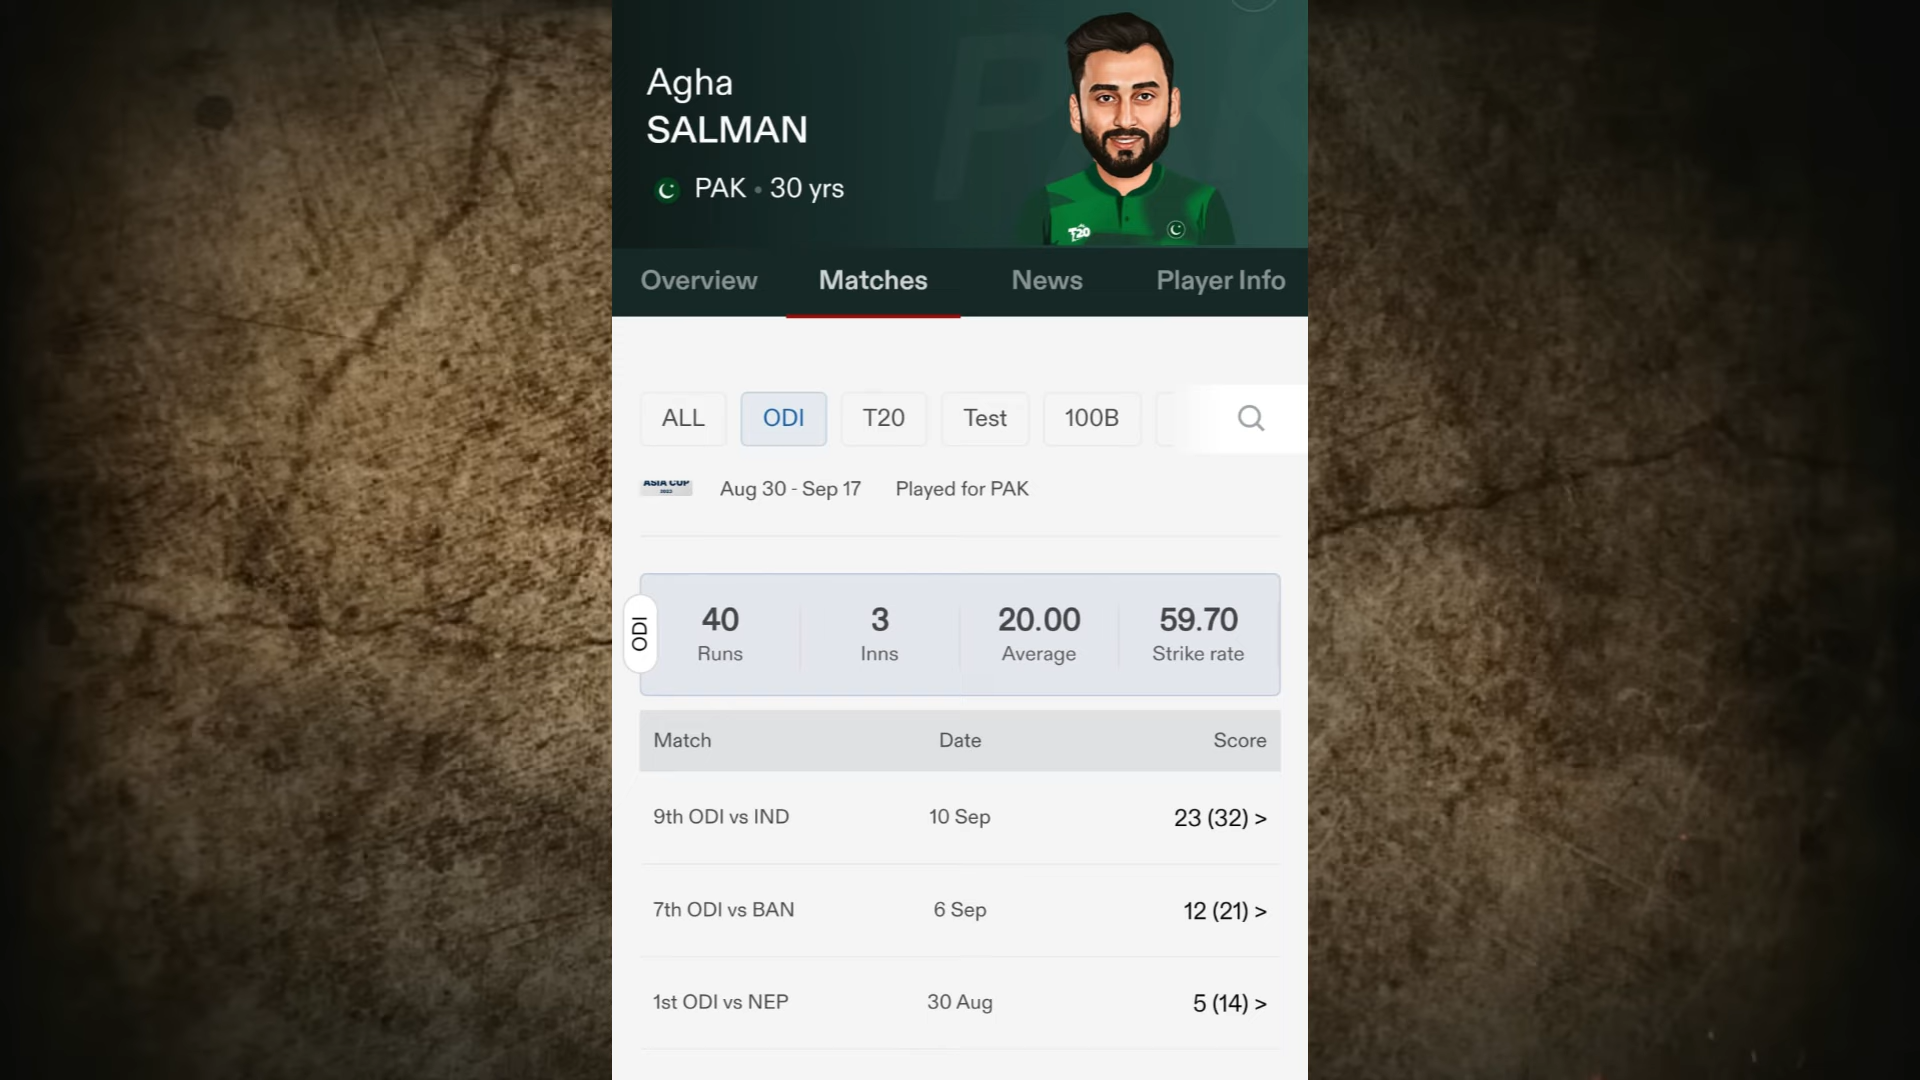 Agha
SALMAN
PAK • 30 yrs
T20
Overview Matches News Player Info
ALL ODI T20 Test 100B
ASIA CUP
Aug 30 - Sep 17 Played for PAK
ODI
40 3 20.00 59.70
Runs Inns Average Strike rate
Match Date Score
9th ODI vs IND 10 Sep 23 (32) >
7th ODI vs BAN 6 Sep 12 (21) >
1st ODI vs NEP 30 Aug 5 (14) >